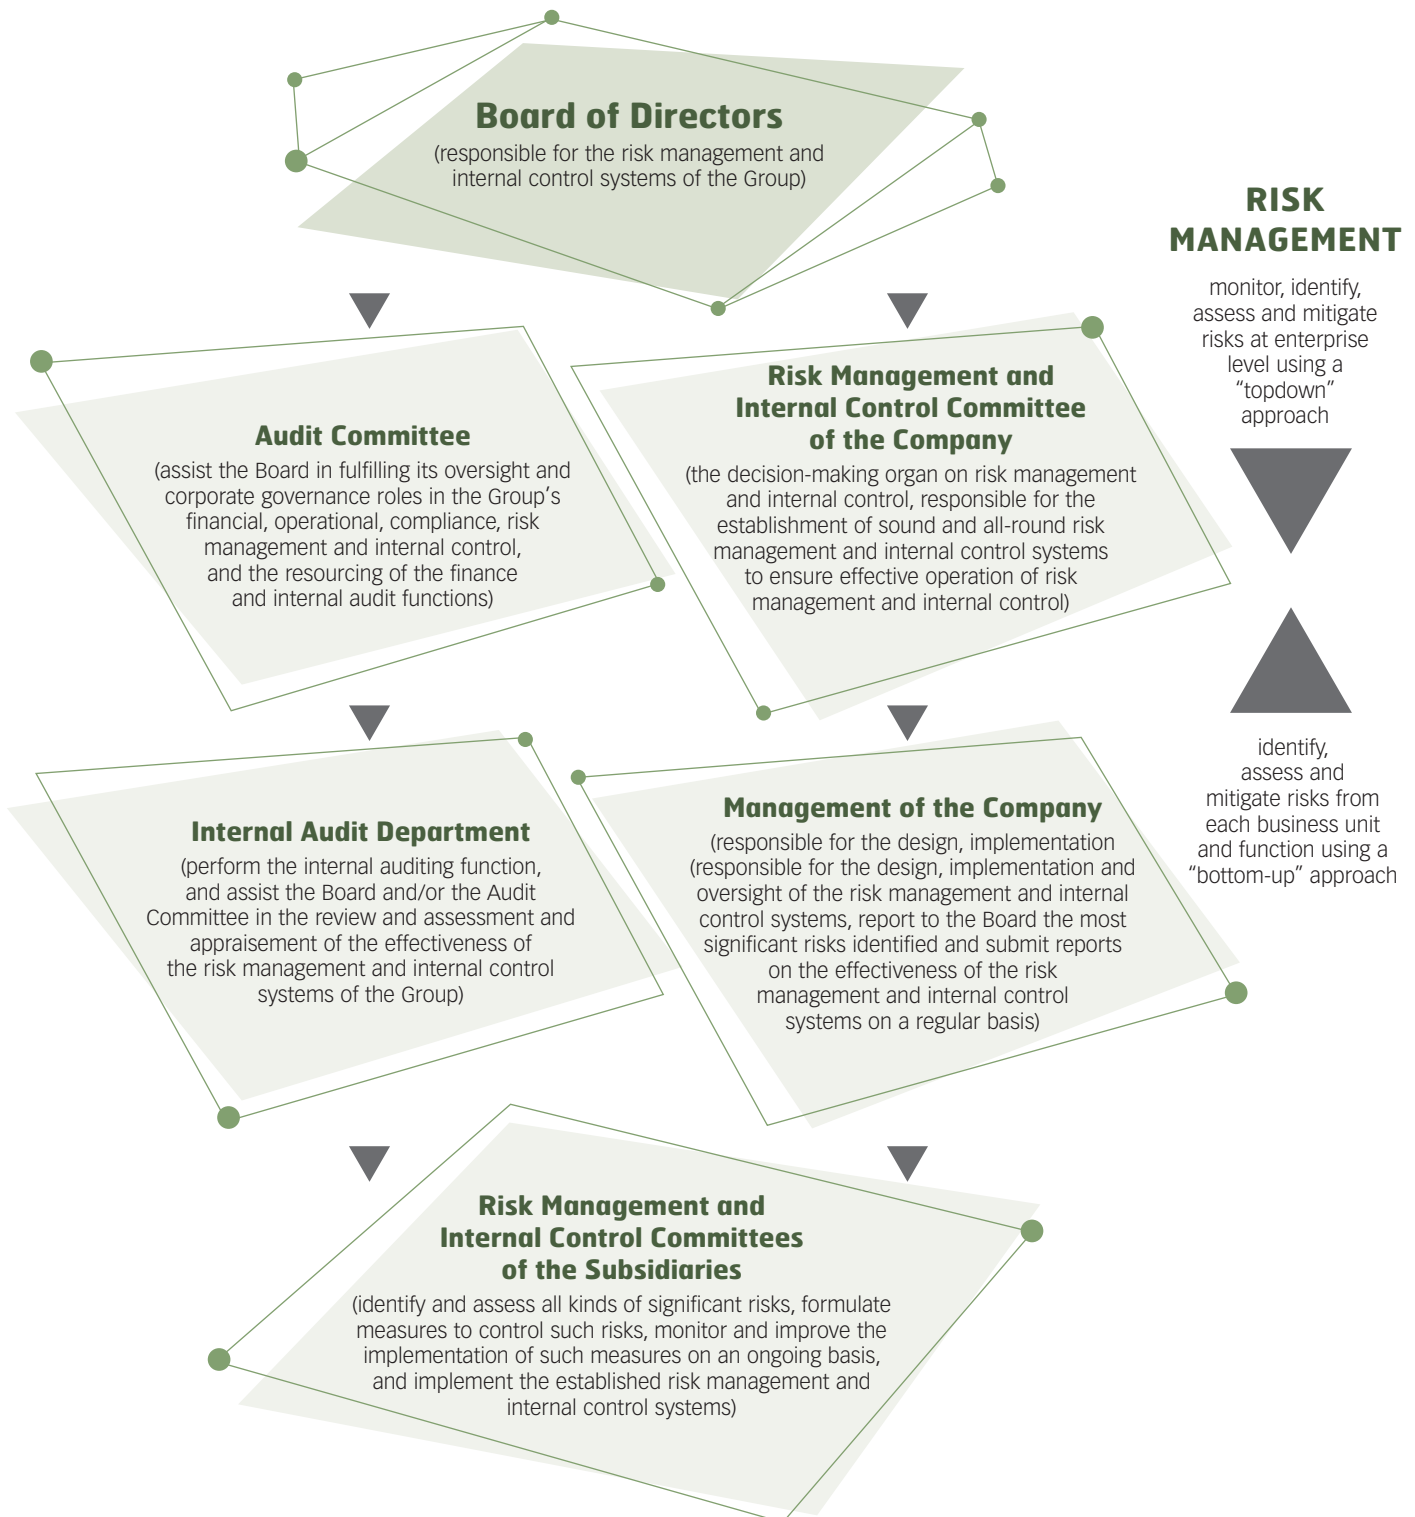 Board of Directors
(responsible for the risk management and
internal control systems of the Group)
RISK
MANAGEMENT
monitor, identify,
assess and mitigate
risks at enterprise
level using a
“topdown”
approach
Audit Committee
(assist the Board in fulfilling its oversight and
corporate governance roles in the Group’s
financial, operational, compliance, risk
management and internal control,
and the resourcing of the finance
and internal audit functions)
Risk Management and
Internal Control Committee
of the Company
(the decision-making organ on risk management
and internal control, responsible for the
establishment of sound and all-round risk
management and internal control systems
to ensure effective operation of risk
management and internal control)
identify,
assess and
mitigate risks from
each business unit
and function using a
“bottom-up” approach
Internal Audit Department
(perform the internal auditing function,
and assist the Board and/or the Audit
Committee in the review and assessment and
appraisement of the effectiveness of
the risk management and internal control
systems of the Group)
Management of the Company
(responsible for the design, implementation
(responsible for the design, implementation and
oversight of the risk management and internal
control systems, report to the Board the most
significant risks identified and submit reports
on the effectiveness of the risk
management and internal control
systems on a regular basis)
Risk Management and
Internal Control Committees
of the Subsidiaries
(identify and assess all kinds of significant risks, formulate
measures to control such risks, monitor and improve the
implementation of such measures on an ongoing basis,
and implement the established risk management and
internal control systems)